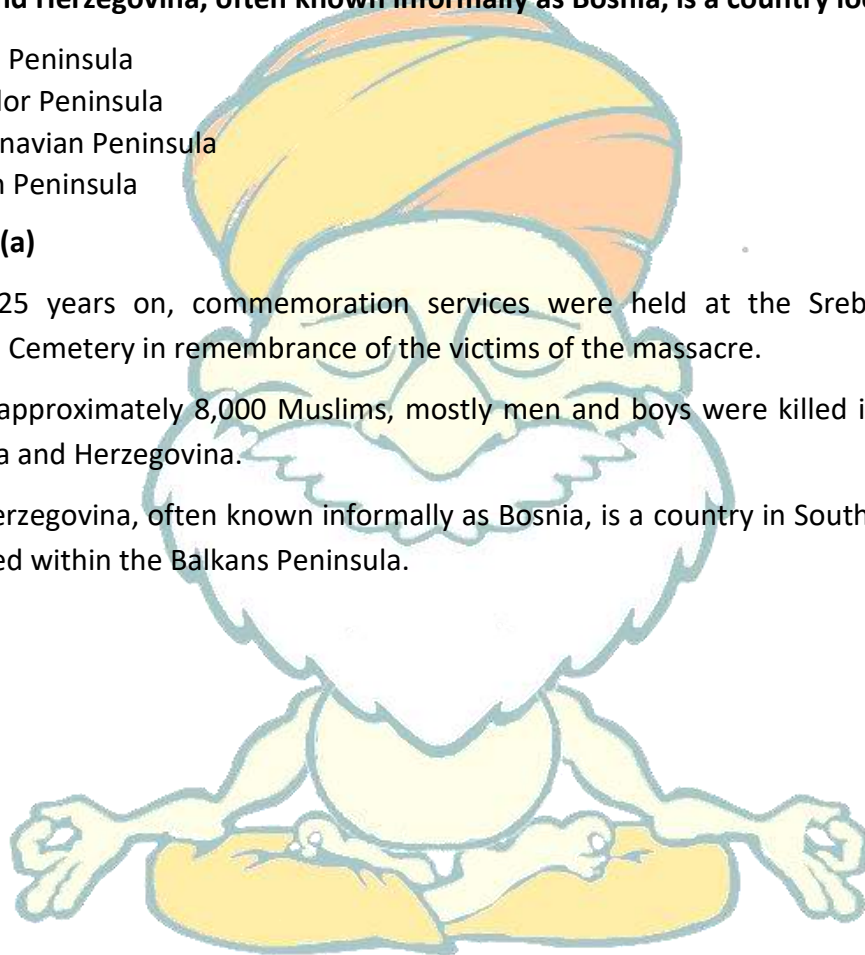 nd Herzegovina, often known informally as Bosnia, is a country loc
Peninsula
dor Peninsula
navian Peninsula
n Peninsula
(a)
25 years on, commemoration services were held at the Sreb
Cemetery in remembrance of the victims of the massacre.
approximately 8,000 Muslims, mostly men and boys were killed i
a and Herzegovina.
erzegovina, often known informally as Bosnia, is a country in South
ed within the Balkans Peninsula.